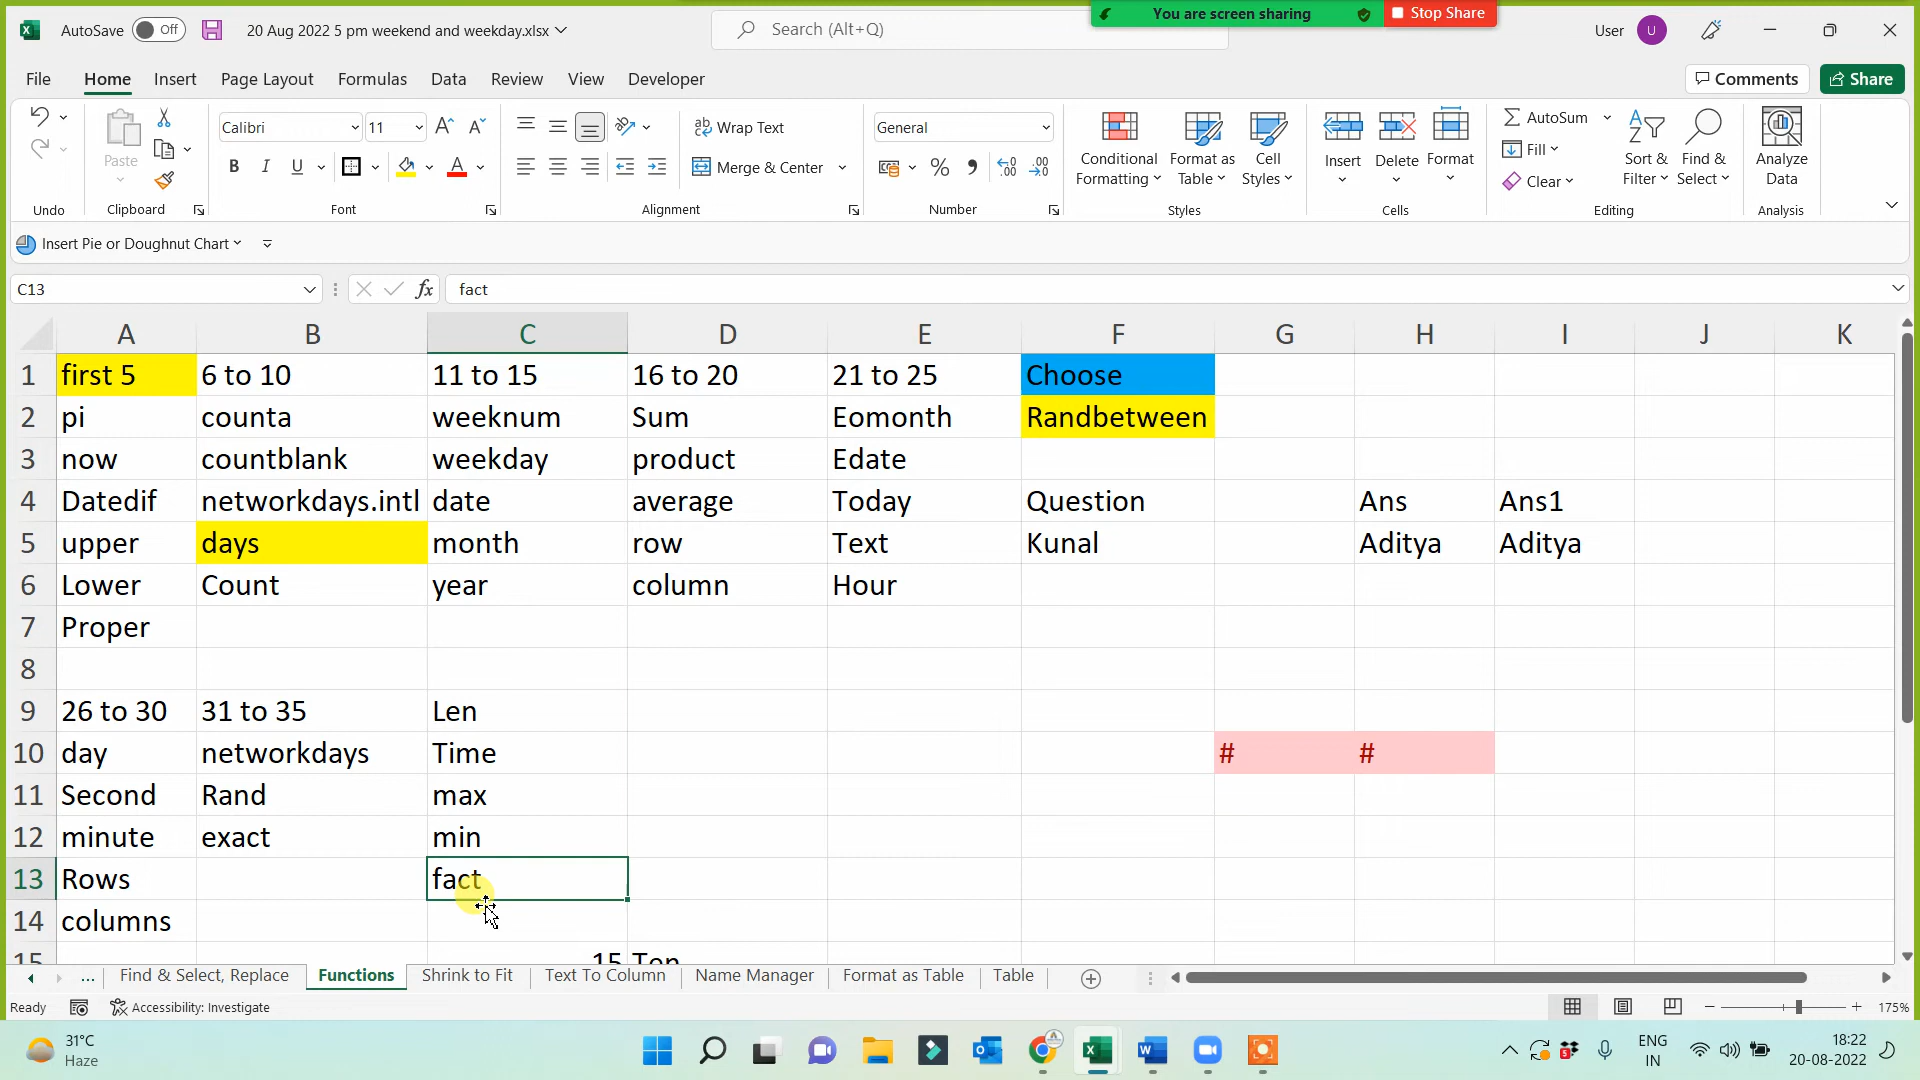 You are screen sharing
Stop Share
AutoSave Off
20 Aug 2022 5 pm weekend and weekday.xlsx
Search (Alt+Q)
User U
File Home Insert Page Layout Formulas Data Review View Developer
Comments Share
Paste
Calibri 11
B I U A
Wrap Text
Merge & Center
General
Conditional Formatting
Format as Table
Cell Styles
Insert
Delete
Format
AutoSum
Fill
Clear
Sort & Filter
Find & Select
Analyze Data
Undo Clipboard Font Alignment Number Styles Cells Editing Analysis
Insert Pie or Doughnut Chart
C13 fx fact
A B C D E F G H I J K
1 first 5 6 to 10 11 to 15 16 to 20 21 to 25 Choose
2 pi counta weeknum Sum Eomonth Randbetween
3 now countblank weekday product Edate
4 Datedif networkdays.intl date average Today Question Ans Ans1
5 upper days month row Text Kunal Aditya Aditya
6 Lower Count year column Hour
7 Proper
8
9 26 to 30 31 to 35 Len
10 day networkdays Time # #
11 Second Rand max
12 minute exact min
13 Rows fact
14 columns
15 15 Ten
... Find & Select, Replace Functions Shrink to Fit Text To Column Name Manager Format as Table Table
Ready Accessibility: Investigate 175%
31°C
Haze
ENG
IN
18:22
20-08-2022